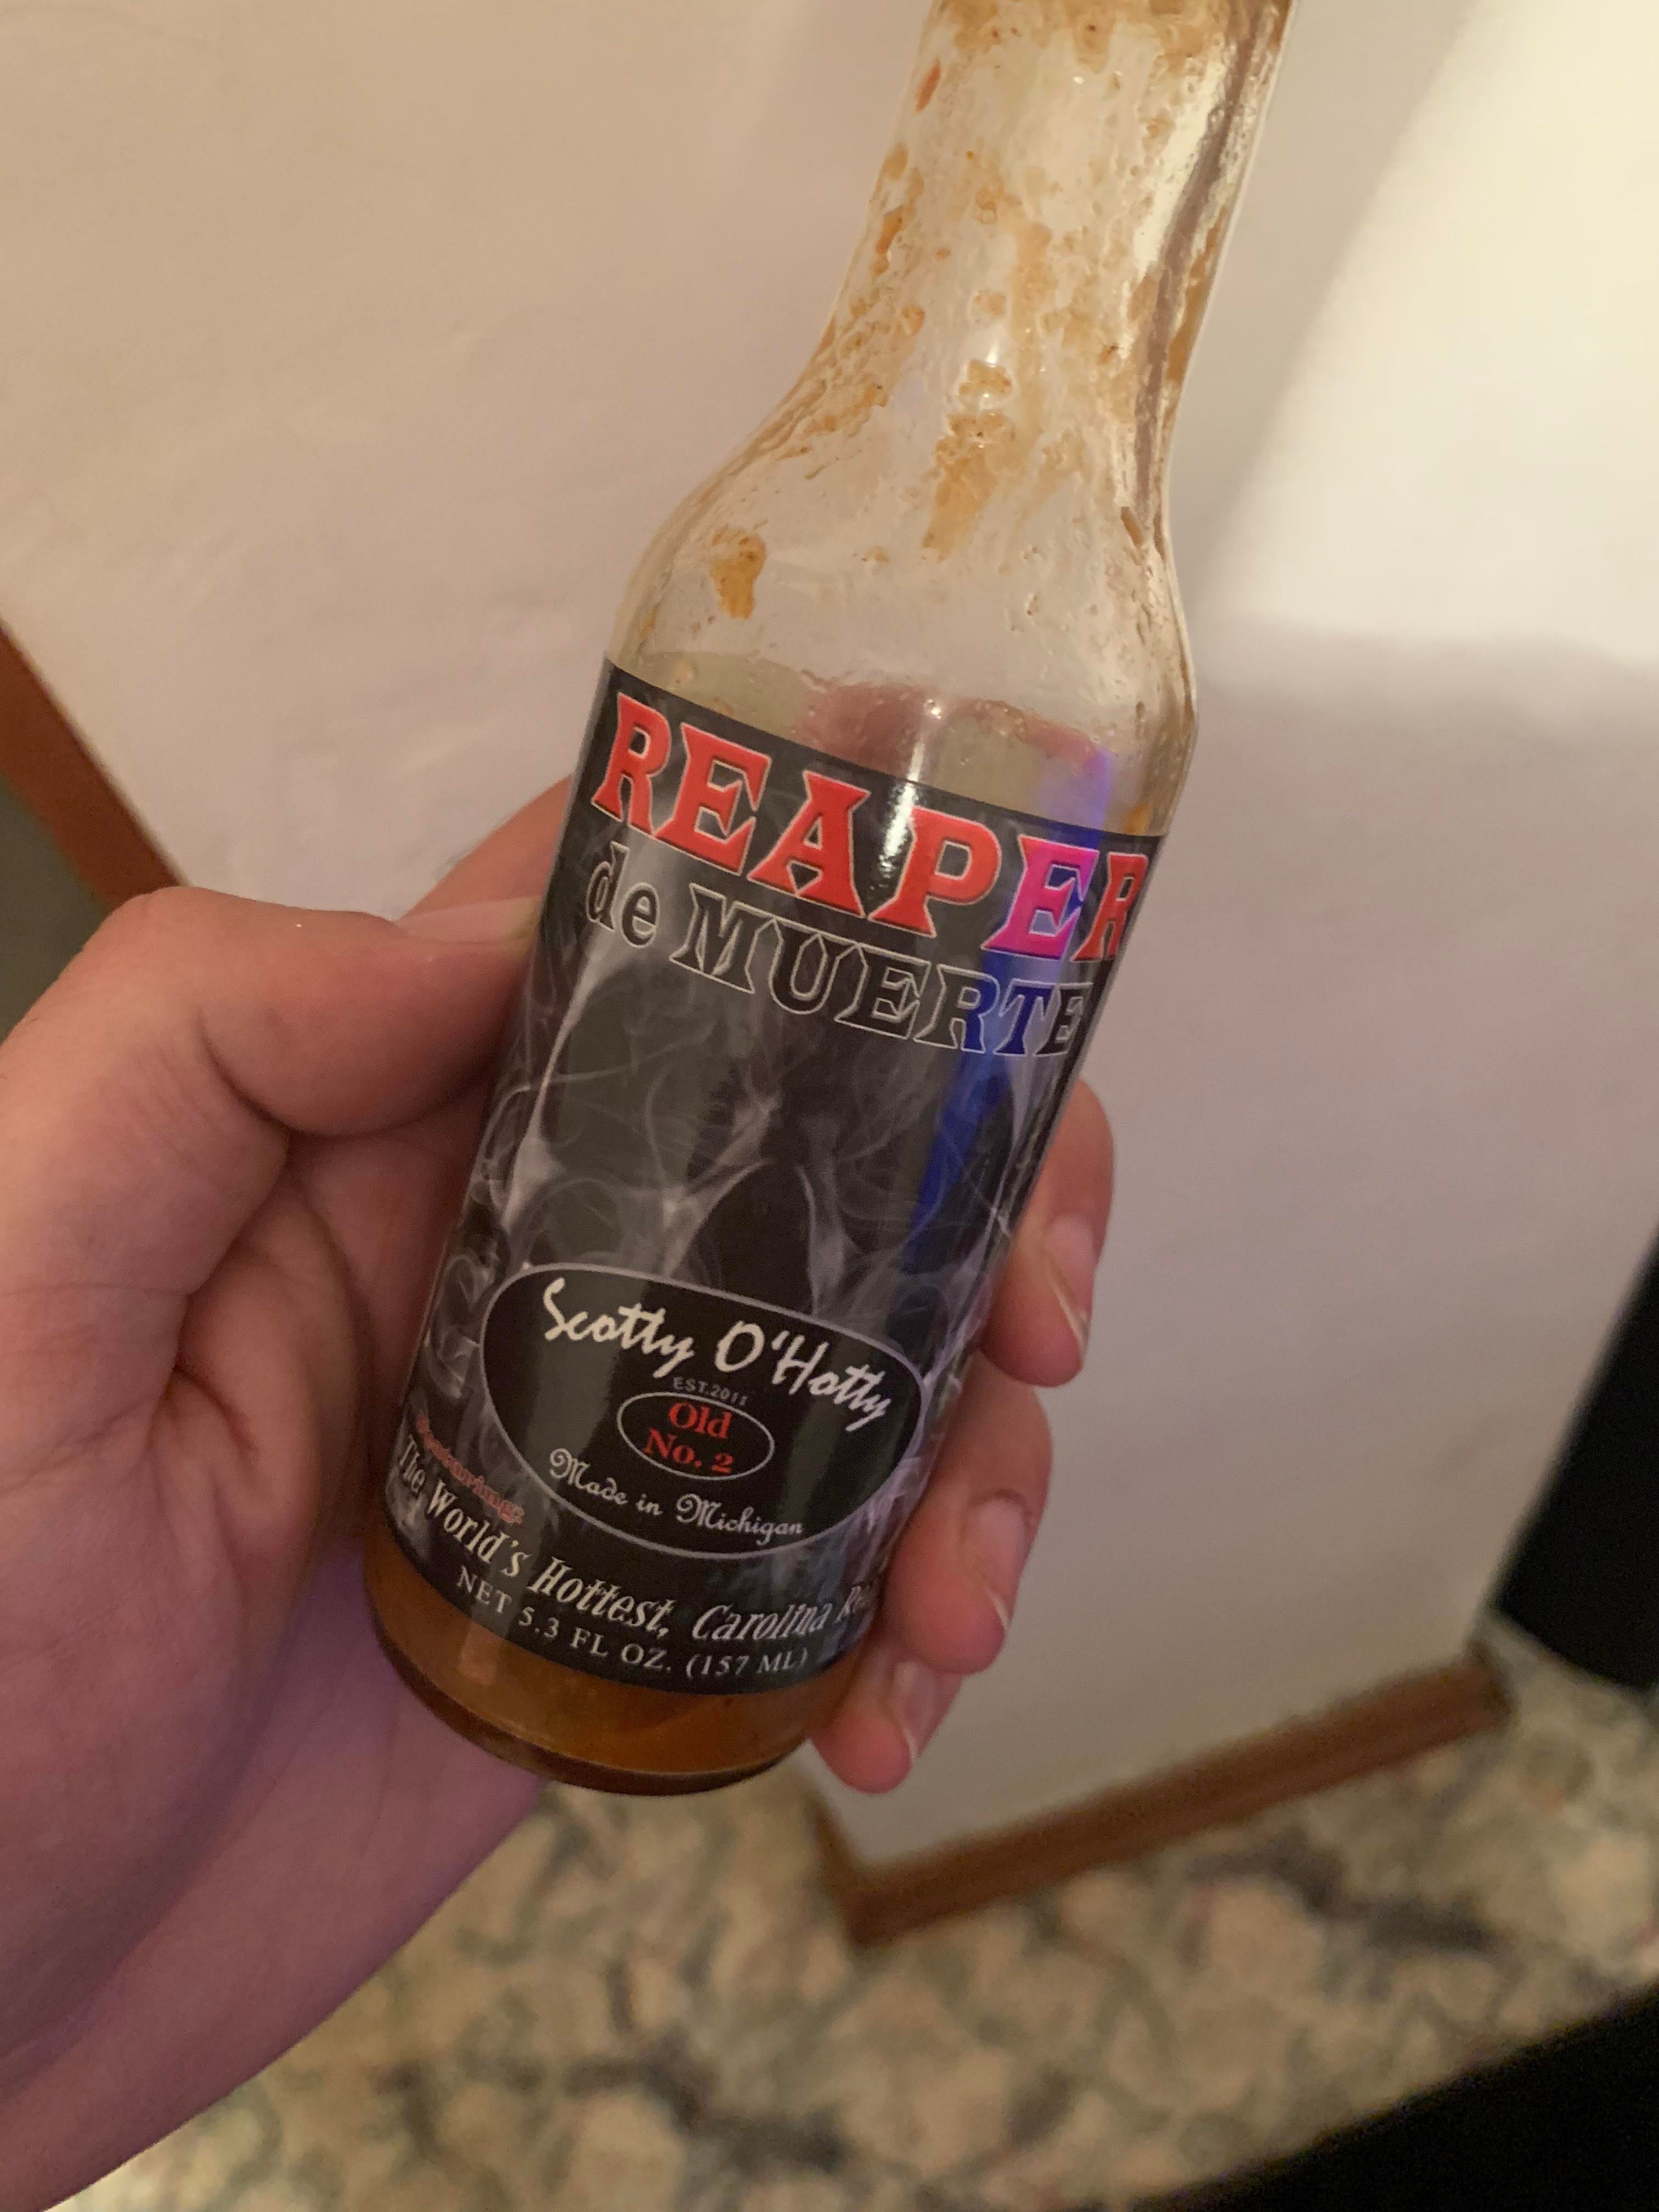 REAPER
de MUERTE
Scotty O'Hotty
EST.2011
Old
No. 2
Made in Michigan
Featuring:
The World's Hottest, Carolina
NET 5.3 FL OZ. (157 ML)